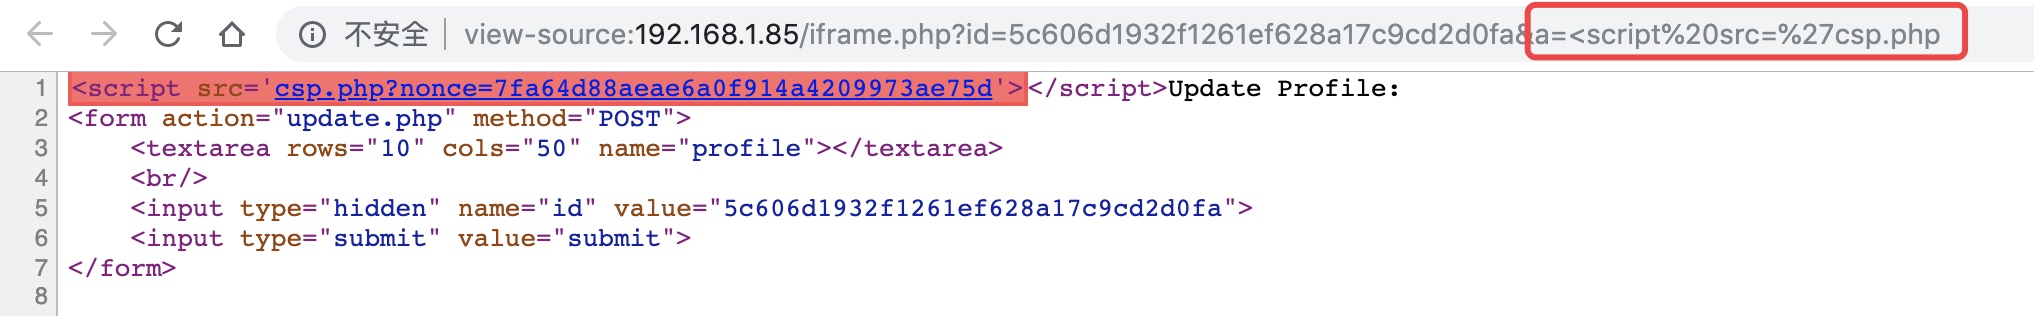 不安全 view-source:192.168.1.85/iframe.php?id=5c606d1932f1261ef628a17c9cd2d0fa&a=<script%20src=%27csp.php
1 <script src='csp.php?nonce=7fa64d88aeae6a0f914a4209973ae75d'></script>Update Profile:
2 <form action="update.php" method="POST">
3 <textarea rows="10" cols="50" name="profile"></textarea>
4 <br/>
5 <input type="hidden" name="id" value="5c606d1932f1261ef628a17c9cd2d0fa">
6 <input type="submit" value="submit">
7 </form>
8